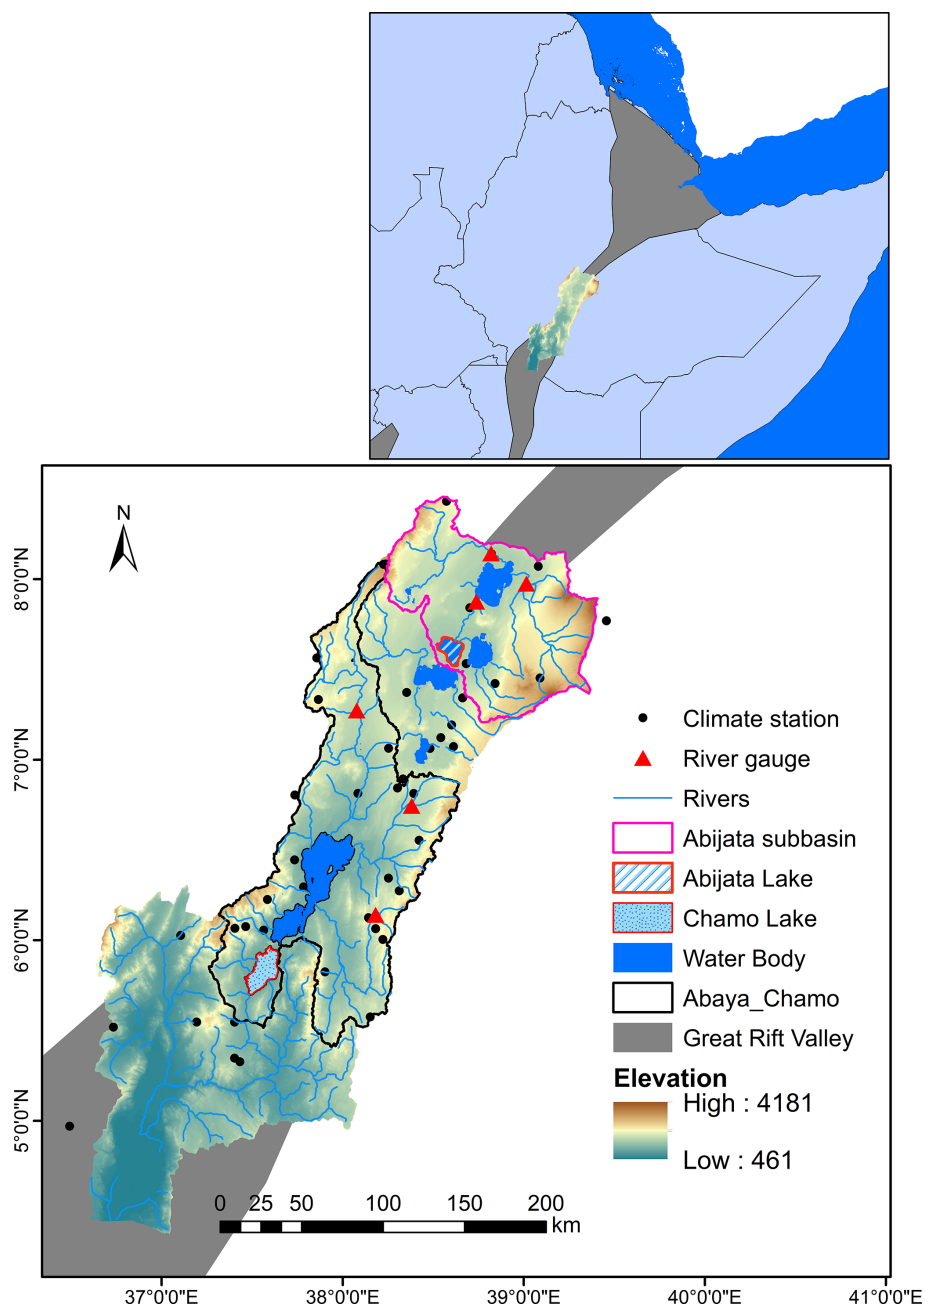 N
8°0'0"N
7°0'0"N
6°0'0"N
5°0'0"N
Climate station
River gauge
Rivers
Abijata subbasin
Abijata Lake
Chamo Lake
Water Body
Abaya_Chamo
Great Rift Valley
Elevation
High : 4181
Low : 461
0 25 50 100 150 200
km
37°0'0"E 38°0'0"E 39°0'0"E 40°0'0"E 41°0'0"E